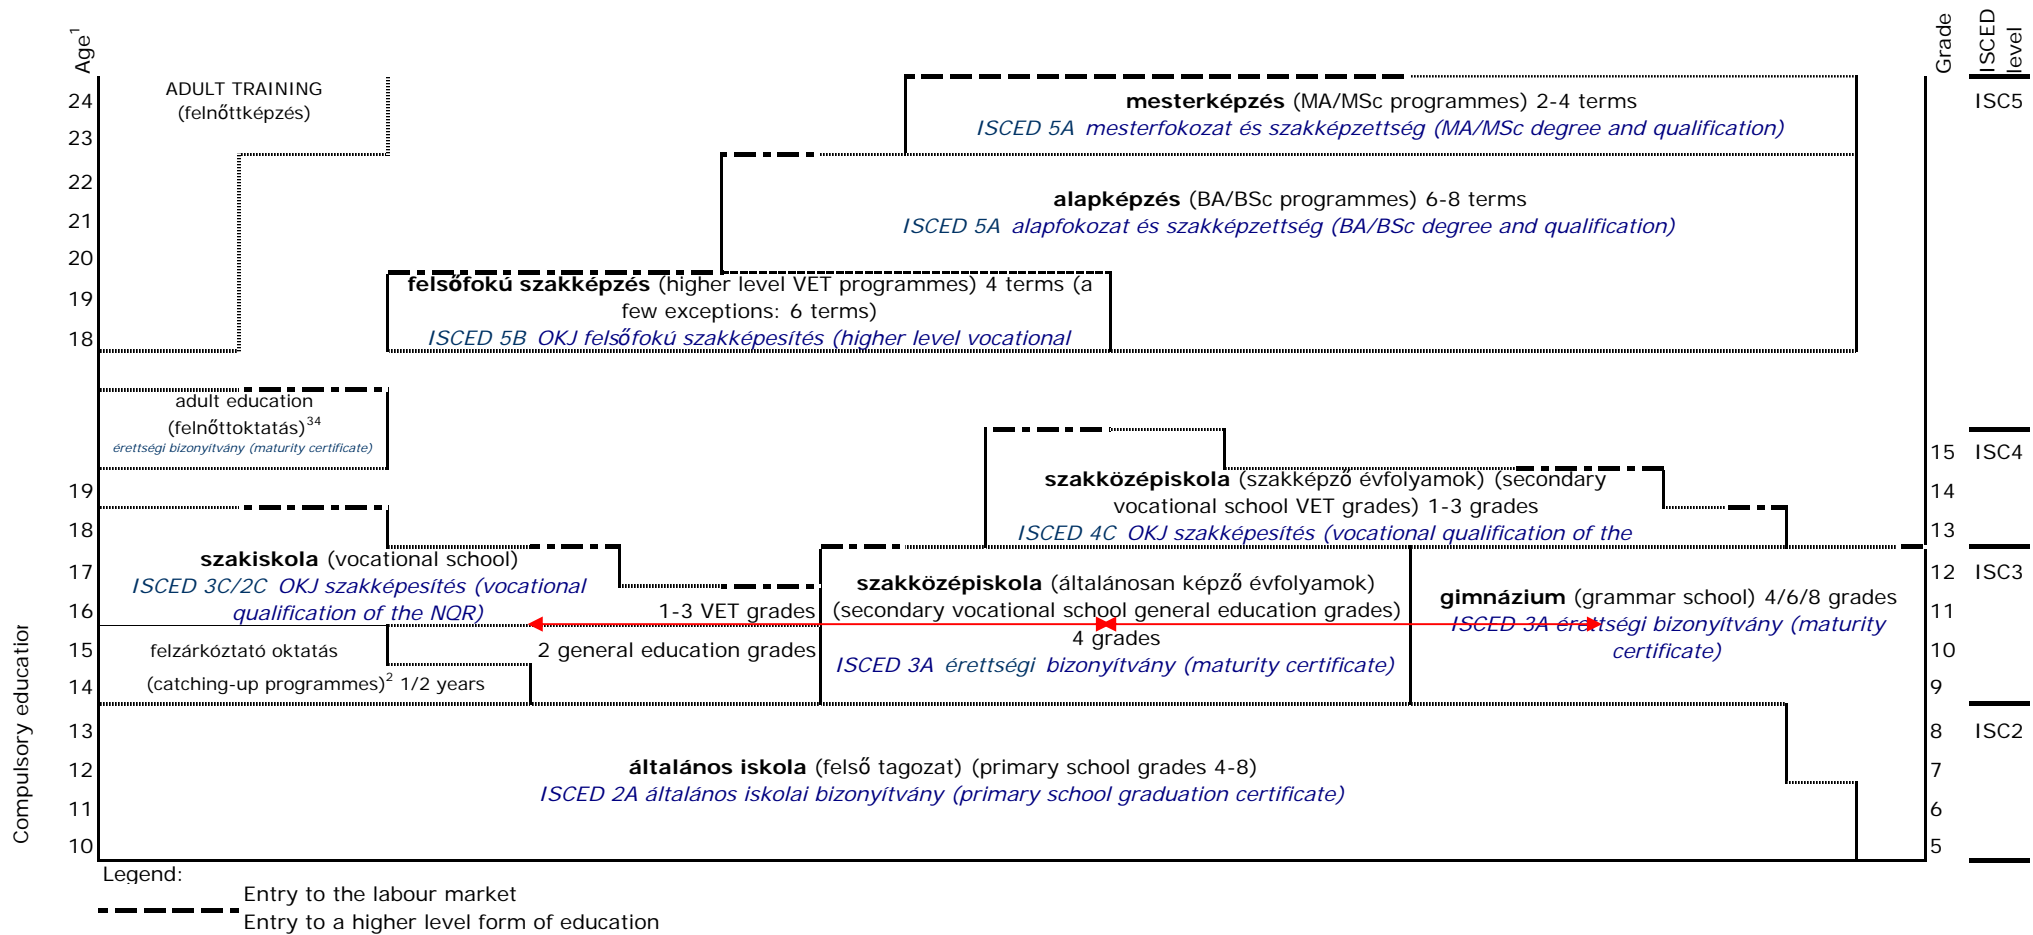 Age1
Grade
ISCED
level
ADULT TRAINING
(felnőttképzés)
24
mesterképzés (MA/MSc programmes) 2-4 terms
ISC5
ISCED 5A mesterfokozat és szakképzettség (MA/MSc degree and qualification)
23
22
alapképzés (BA/BSc programmes) 6-8 terms
21
ISCED 5A alapfokozat és szakképzettség (BA/BSc degree and qualification)
20
felsőfokú szakképzés (higher level VET programmes) 4 terms (a
19
few exceptions: 6 terms)
18
ISCED 5B OKJ felsőfokú szakképesítés (higher level vocational
adult education
(felnőttoktatás)34
érettségi bizonyítvány (maturity certificate)
15 ISC4
szakközépiskola (szakképző évfolyamok) (secondary
19
14
vocational school VET grades) 1-3 grades
18
13
ISCED 4C OKJ szakképesítés (vocational qualification of the
szakiskola (vocational school)
17
ISCED 3C/2C OKJ szakképesítés (vocational
qualification of the NQR)
16
1-3 VET grades
szakközépiskola (általánosan képző évfolyamok)
(secondary vocational school general education grades)
4 grades
ISCED 3A érettségi bizonyítvány (maturity certificate)
12 ISC3
gimnázium (grammar school) 4/6/8 grades
11
ISCED 3A érettségi bizonyítvány (maturity
certificate)
15
felzárkóztató oktatás
2 general education grades
10
14
(catching-up programmes)2 1/2 years
9
Compulsory education
13
8 ISC2
12
általános iskola (felső tagozat) (primary school grades 4-8)
7
ISCED 2A általános iskolai bizonyítvány (primary school graduation certificate)
11
6
10
5
Legend:
Entry to the labour market
Entry to a higher level form of education